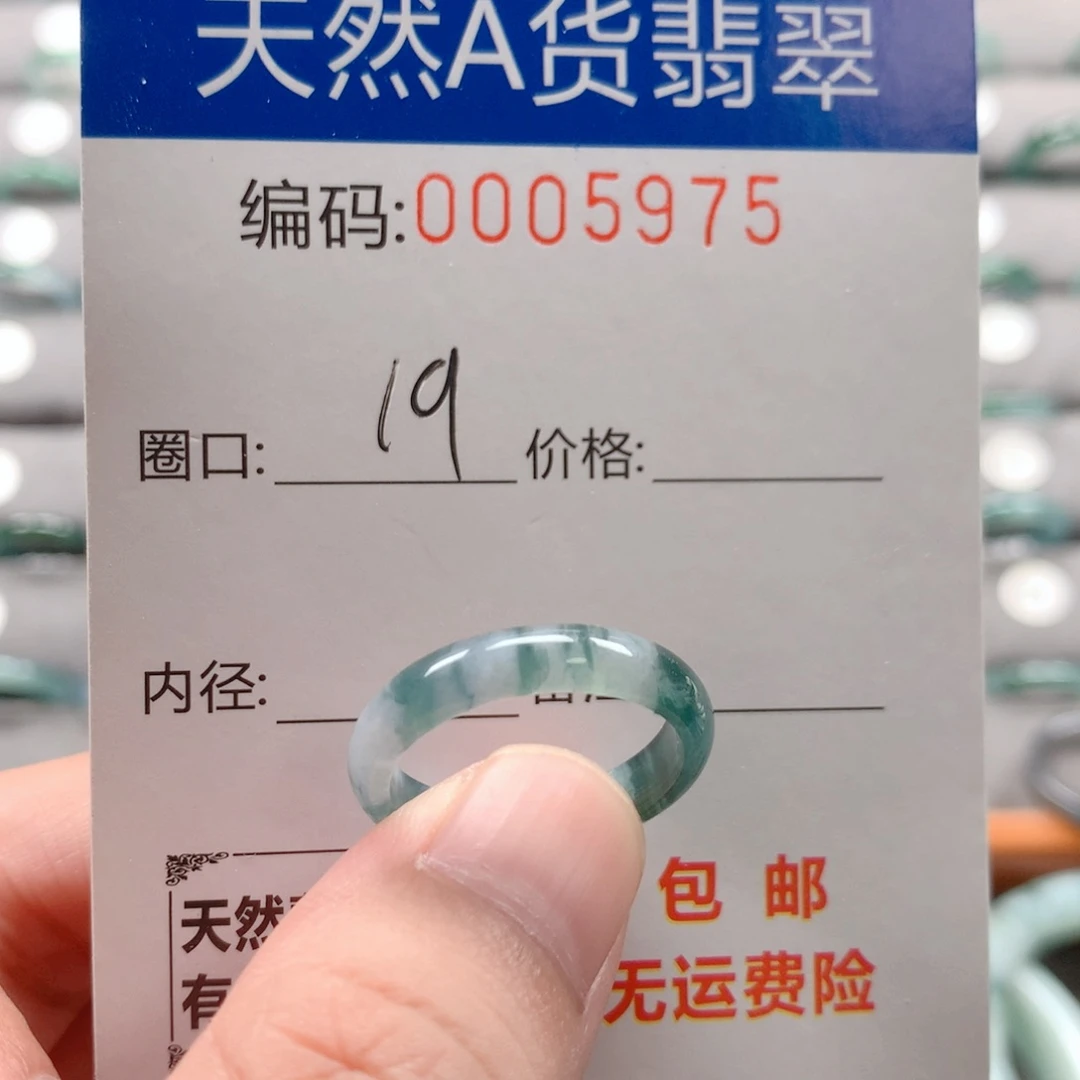 天然A货翡翠
编码:0005975
圈口: 19 价格:
内径:
天然
包 邮
有
无运费险